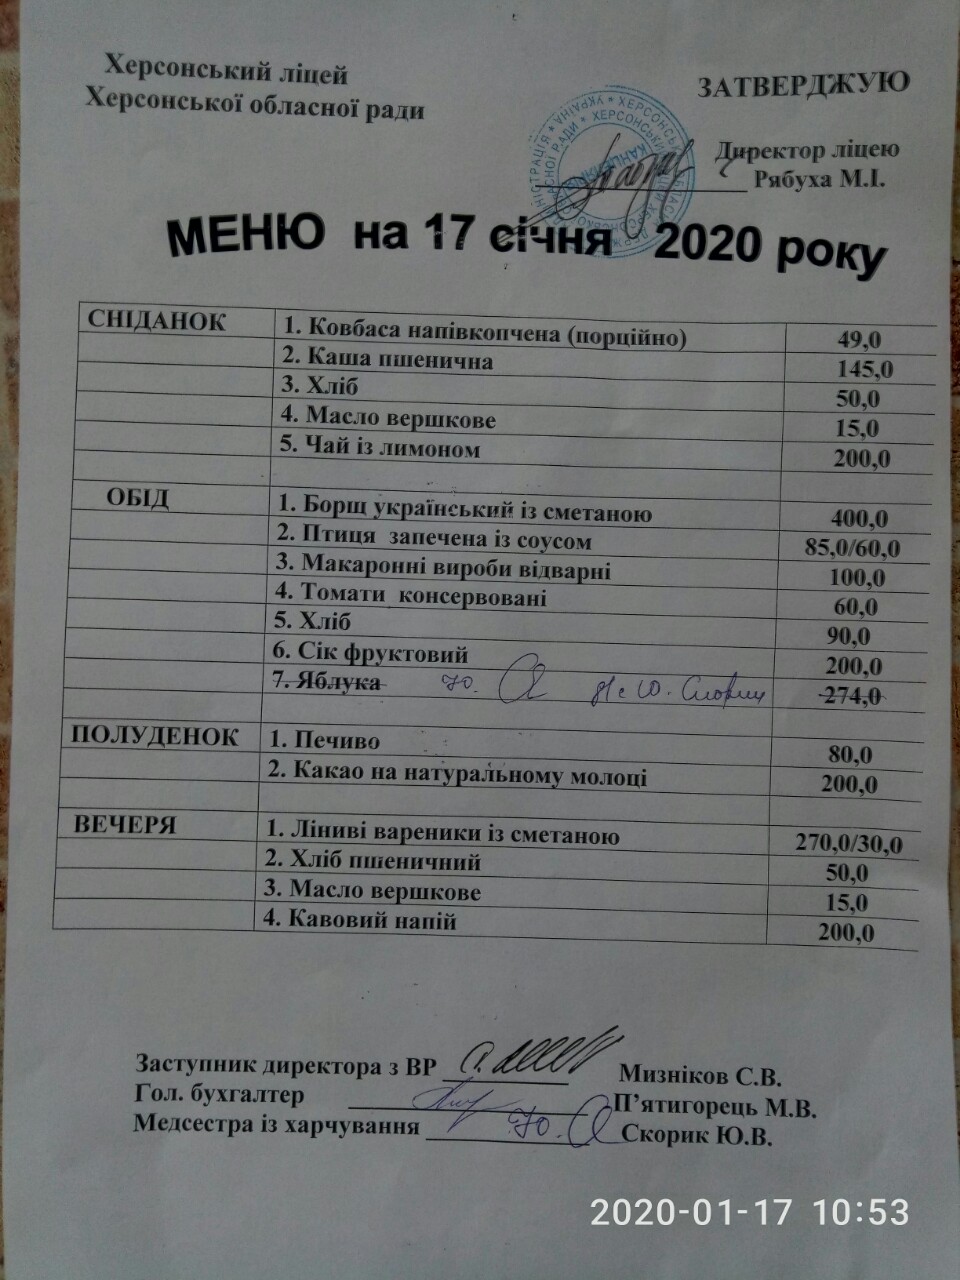 Херсонський ліцей
Херсонської обласної ради
ЗАТВЕРДЖУЮ
Директор ліцею
Рябуха М.І.
МЕНЮ на 17 січня 2020 року
СНІДАНОК 1. Ковбаса напівкопчена (порційно) 49,0
2. Каша пшенична 145,0
3. Хліб 50,0
4. Масло вершкове 15,0
5. Чай із лимоном 200,0
ОБІД 1. Борщ український із сметаною 400,0
2. Птиця запечена із соусом 85,0/60,0
3. Макаронні вироби відварні 100,0
4. Томати консервовані 60,0
5. Хліб 90,0
6. Сік фруктовий 200,0
7. Яблука 274,0
ПОЛУДЕНОК 1. Печиво 80,0
2. Какао на натуральному молоці 200,0
ВЕЧЕРЯ 1. Ліниві вареники із сметаною 270,0/30,0
2. Хліб пшеничний 50,0
3. Масло вершкове 15,0
4. Кавовий напій 200,0
Заступник директора з ВР Мизніков С.В.
Гол. бухгалтер П'ятигорець М.В.
Медсестра із харчування Скорик Ю.В.
2020-01-17 10:53